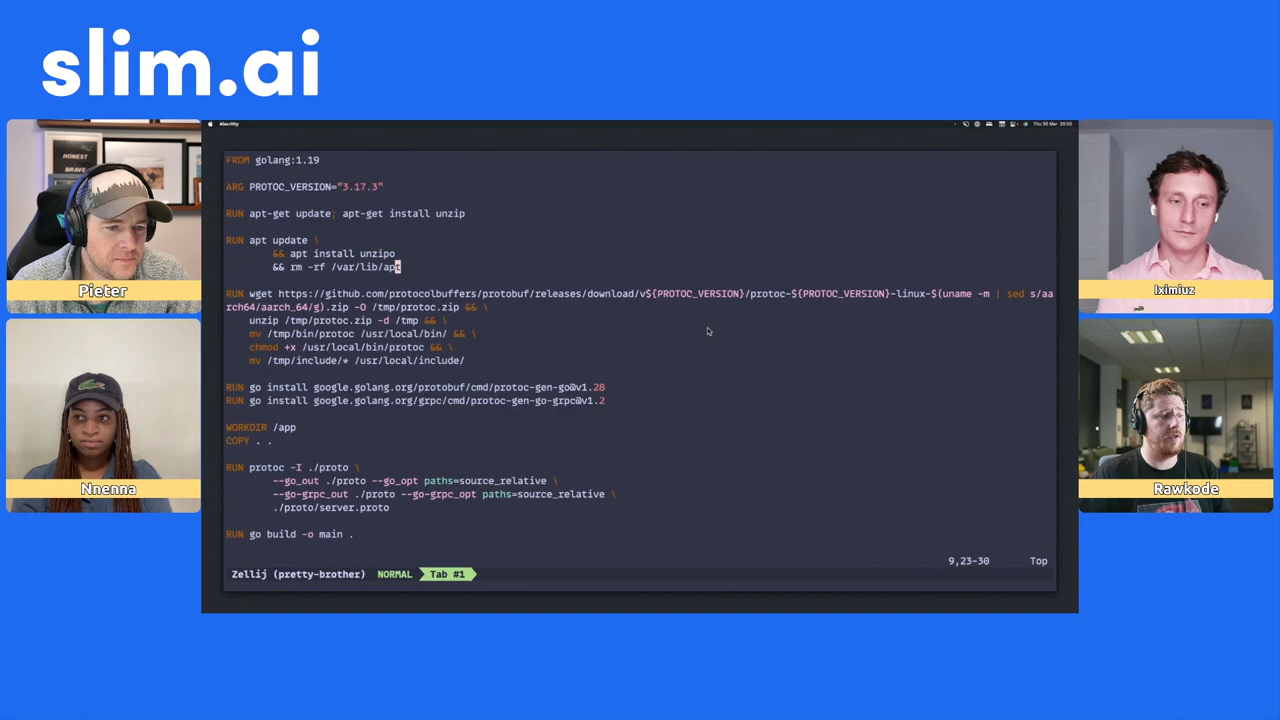 slim.ai
Alacritty
Thu 30 Mar
HONEST
BRAVE
FROM golang:1.19
ARG PROTOC_VERSION="3.17.3"
RUN apt-get update; apt-get install unzip
RUN apt update \
&& apt install unzipo
&& rm -rf /var/lib/apt
RUN wget https://github.com/protocolbuffers/protobuf/releases/download/v${PROTOC_VERSION}/protoc-${PROTOC_VERSION}-linux-$(uname -m | sed s/aa
rch64/aarch_64/g).zip -O /tmp/protoc.zip && \
unzip /tmp/protoc.zip -d /tmp && \
mv /tmp/bin/protoc /usr/local/bin/ && \
chmod +x /usr/local/bin/protoc && \
mv /tmp/include/* /usr/local/include/
RUN go install google.golang.org/protobuf/cmd/protoc-gen-go@v1.28
RUN go install google.golang.org/grpc/cmd/protoc-gen-go-grpc@v1.2
WORKDIR /app
COPY . .
RUN protoc -I ./proto \
--go_out ./proto --go_opt paths=source_relative \
--go-grpc_out ./proto --go-grpc_opt paths=source_relative \
./proto/server.proto
RUN go build -o main .
9,23-30 Top
Zellij (pretty-brother) NORMAL Tab #1
Pieter
Iximiuz
Nnenna
Rawkode